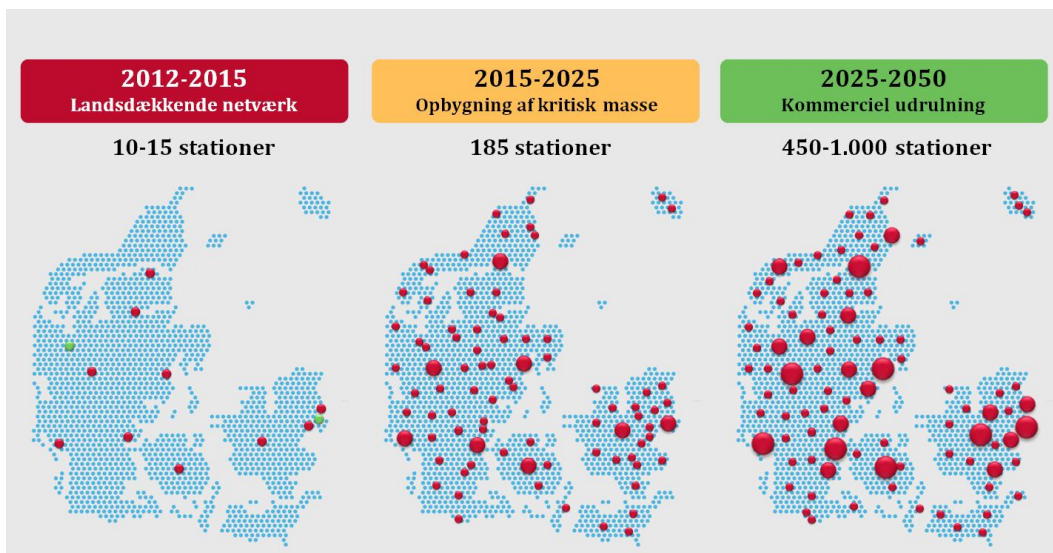 2012-2015
Landsdækkende netværk
10-15 stationer
2015-2025
Opbygning af kritisk masse
185 stationer
2025-2050
Kommerciel udrulning
450-1.000 stationer